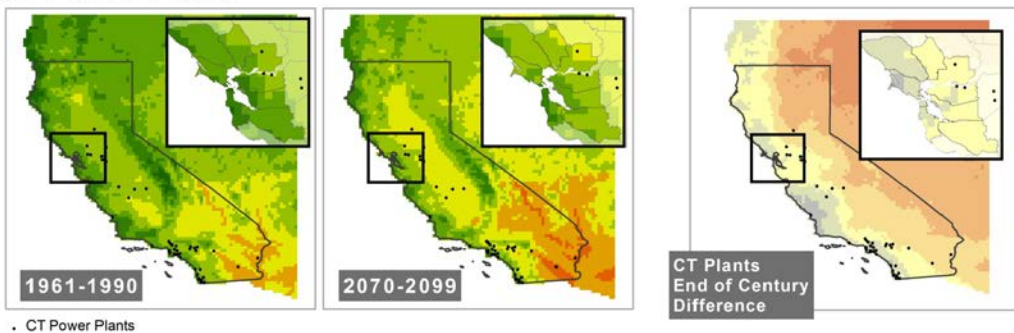 1961-1990
2070-2099
CT Plants
End of Century
Difference
. CT Power Plants